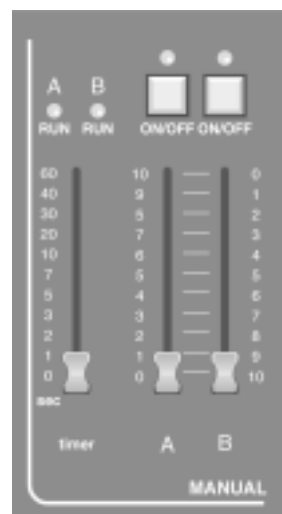 A B
RUN RUN
ON/OFF ON/OFF
60 10 0
40 9 1
30 5 2
20 7 3
10 6 4
7 5 5
5 4 6
3 3 7
2 2 8
1 1 9
0 0 10
sec
timer A B
MANUAL